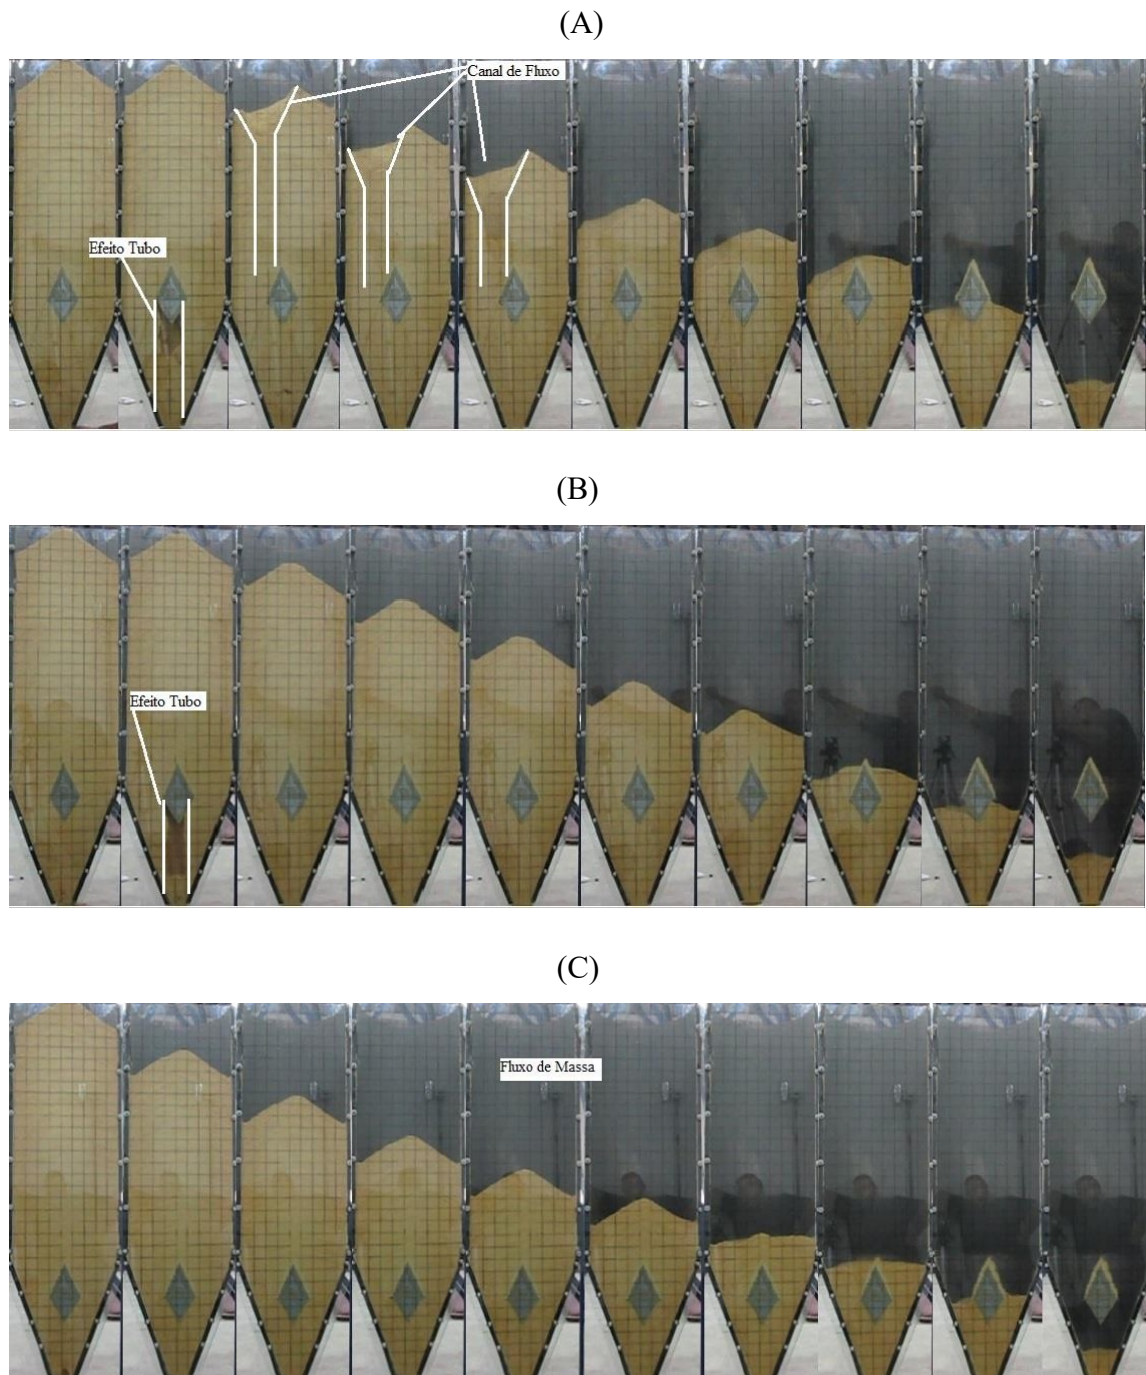 (A)
Canal de Fluxo
Efeito Tubo
(B)
Efeito Tubo
(C)
Fluxo de Massa